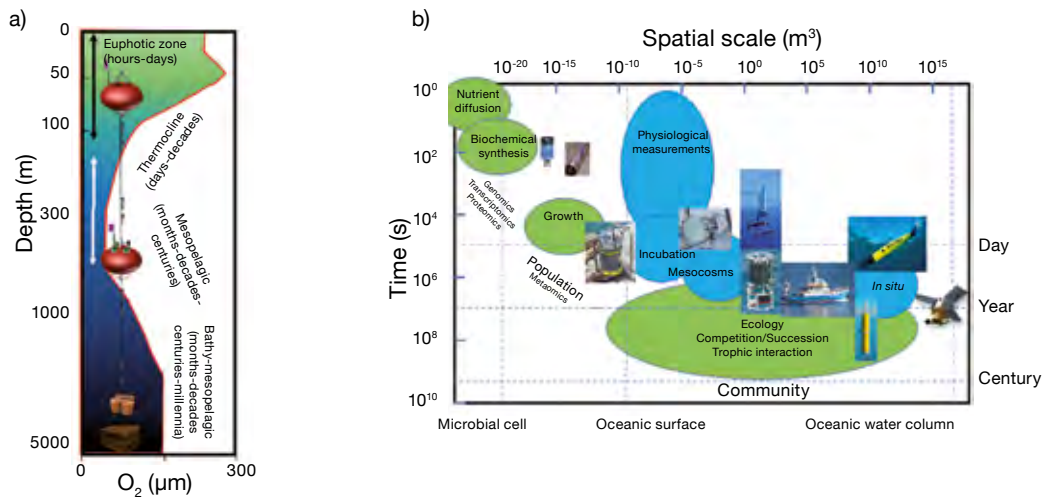 a)
0
50
100
300
1000
5000
Depth (m)
Euphotic zone
(hours-days)
Thermocline
(days-decades)
Mesopelagic
(months-decades-
centuries)
Bathy-mesopelagic
(months-decades
centuries-millennia)
0
300
O2 (µm)
b)
Spatial scale (m³)
10⁻²⁰
10⁻¹⁵
10⁻¹⁰
10⁻⁵
10⁰
10⁵
10¹⁰
10¹⁵
Time (s)
10⁰
10²
10⁴
10⁶
10⁸
10¹⁰
Nutrient
diffusion
Biochemical
synthesis
Genomics
Transcriptomics
Proteomics
Growth
Population
Metaomics
Physiological
measurements
Incubation
Mesocosms
In situ
Ecology
Competition/Succession
Trophic interaction
Community
Day
Year
Century
Microbial cell
Oceanic surface
Oceanic water column